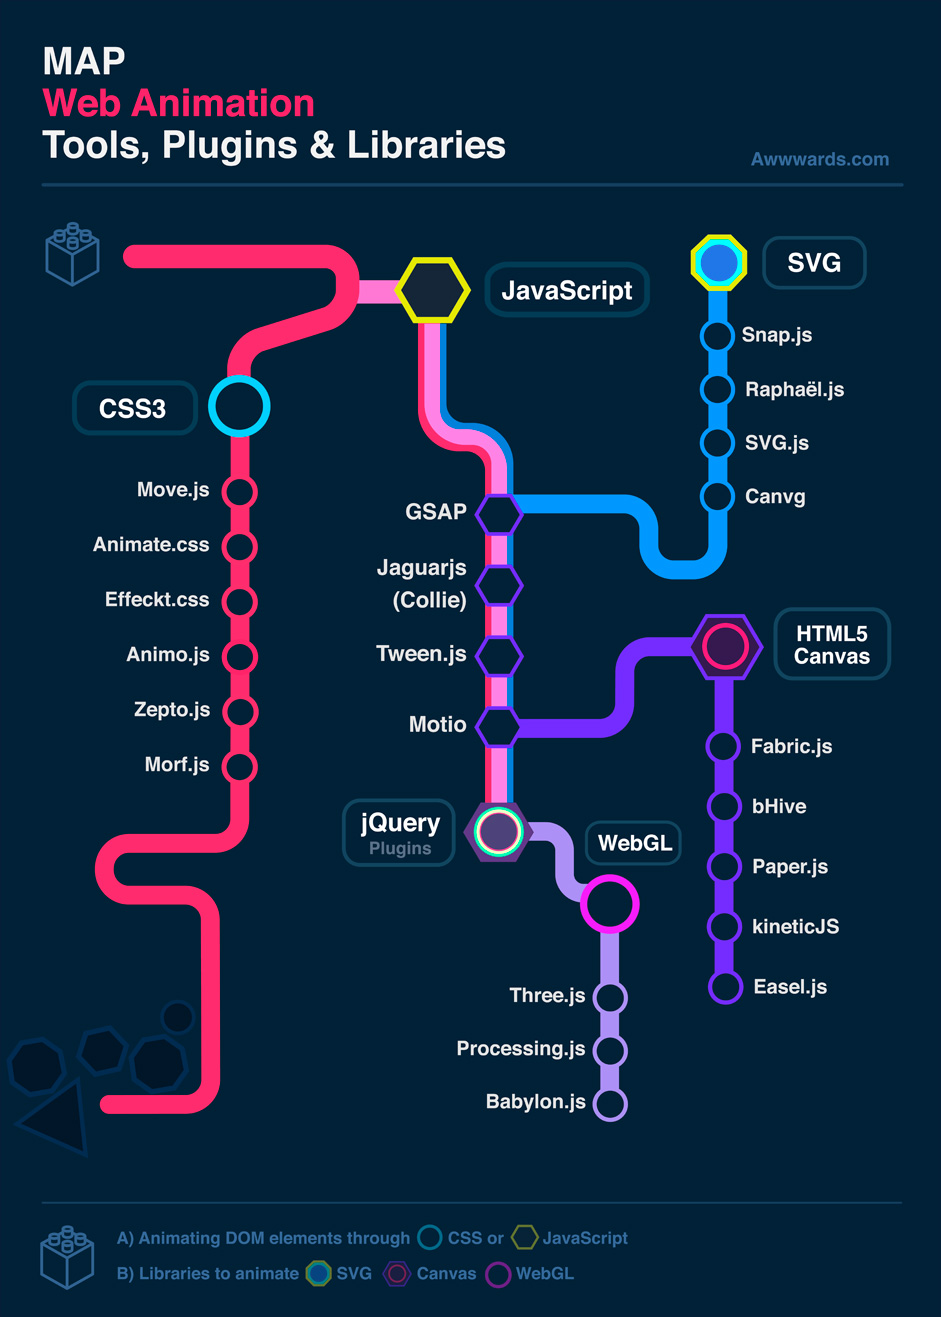 MAP
Web Animation
Tools, Plugins & Libraries
Awwwards.com
JavaScript
SVG
Snap.js
Raphaël.js
SVG.js
Canvg
CSS3
Move.js
Animate.css
Effeckt.css
Animo.js
Zepto.js
Morf.js
GSAP
Jaguarjs
(Collie)
Tween.js
Motio
jQuery
Plugins
HTML5
Canvas
Fabric.js
bHive
Paper.js
kineticJS
Easel.js
WebGL
Three.js
Processing.js
Babylon.js
A) Animating DOM elements through CSS or JavaScript
B) Libraries to animate SVG Canvas WebGL